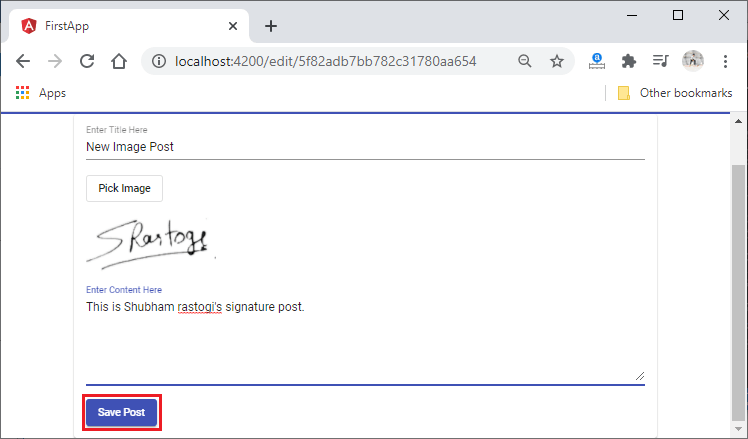 FirstApp
localhost:4200/edit/5f82adb7bb782c31780aa654
Apps
Other bookmarks
Enter Title Here
New Image Post
Pick Image
SRastogi
Enter Content Here
This is Shubham rastogi's signature post.
Save Post